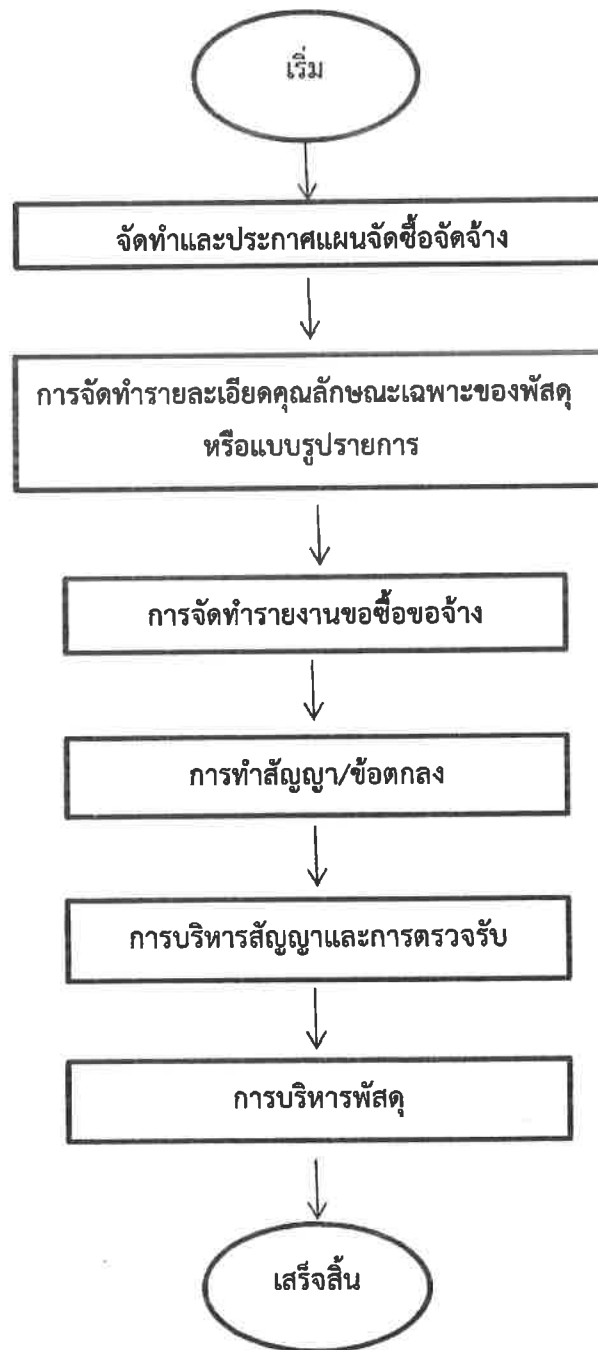 เริ่ม
จัดทำและประกาศแผนจัดซื้อจัดจ้าง
การจัดทำรายละเอียดคุณลักษณะเฉพาะของพัสดุ
หรือแบบรูปรายการ
การจัดทำรายงานขอซื้อขอจ้าง
การทำสัญญา/ข้อตกลง
การบริหารสัญญาและการตรวจรับ
การบริหารพัสดุ
เสร็จสิ้น